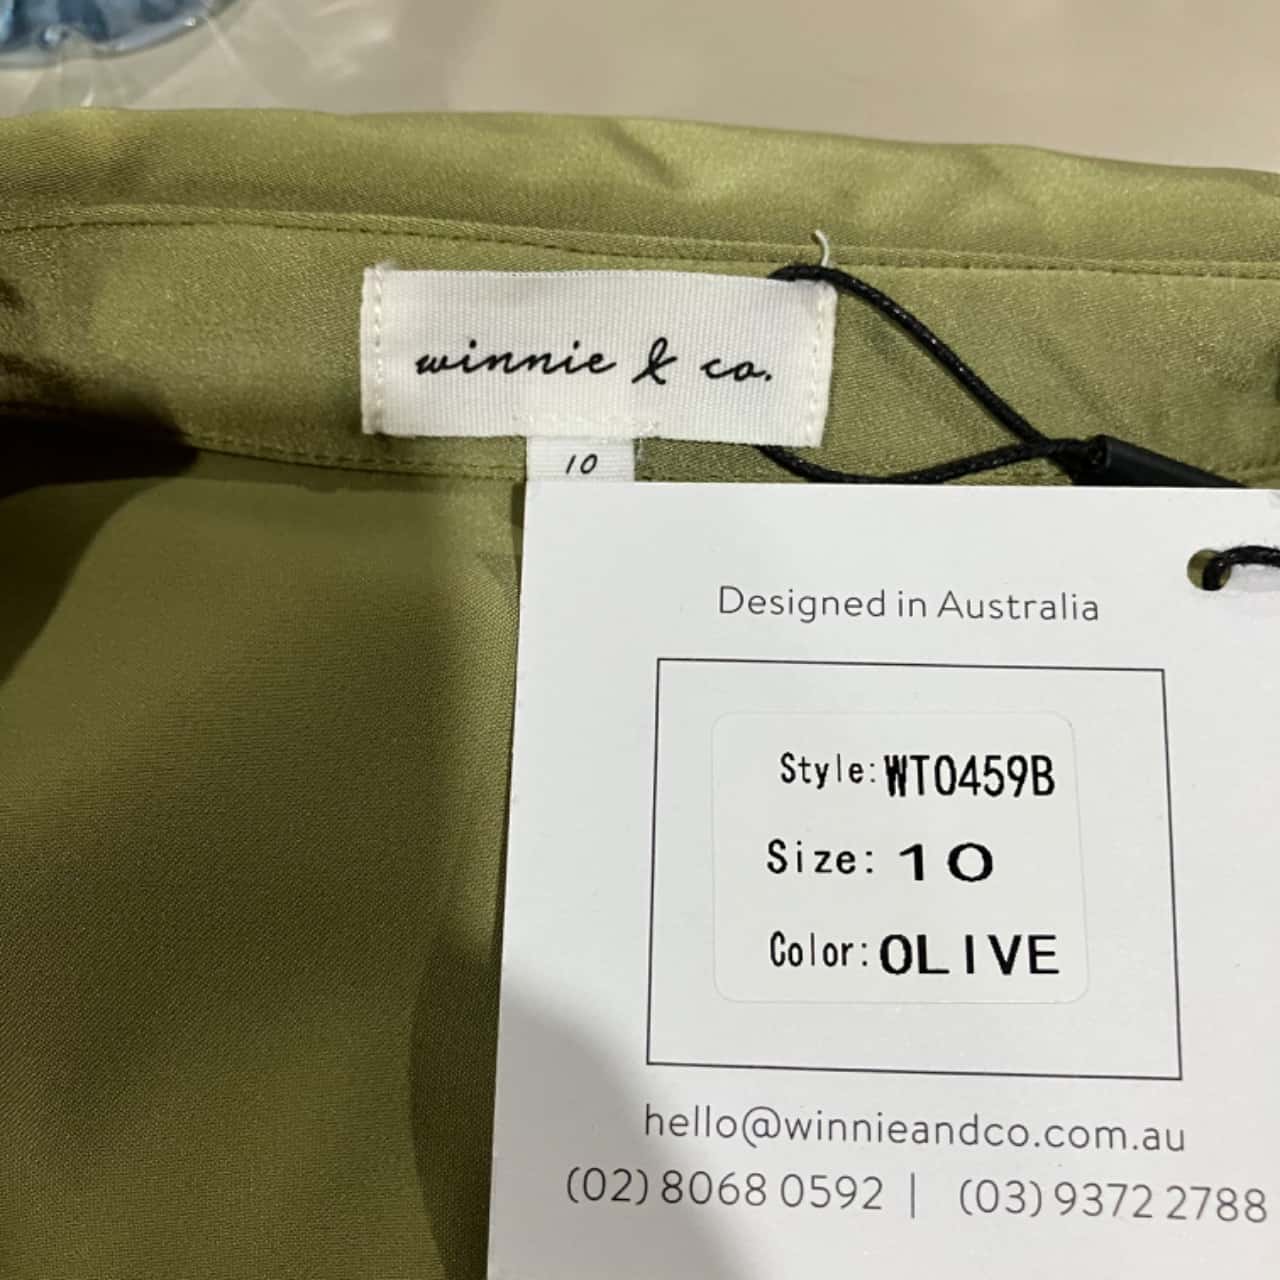 winnie & co.
10
Designed in Australia
Style: WT0459B
Size: 10
Color: OLIVE
hello@winnieandco.com.au
(02) 8068 0592 | (03) 9372 2788